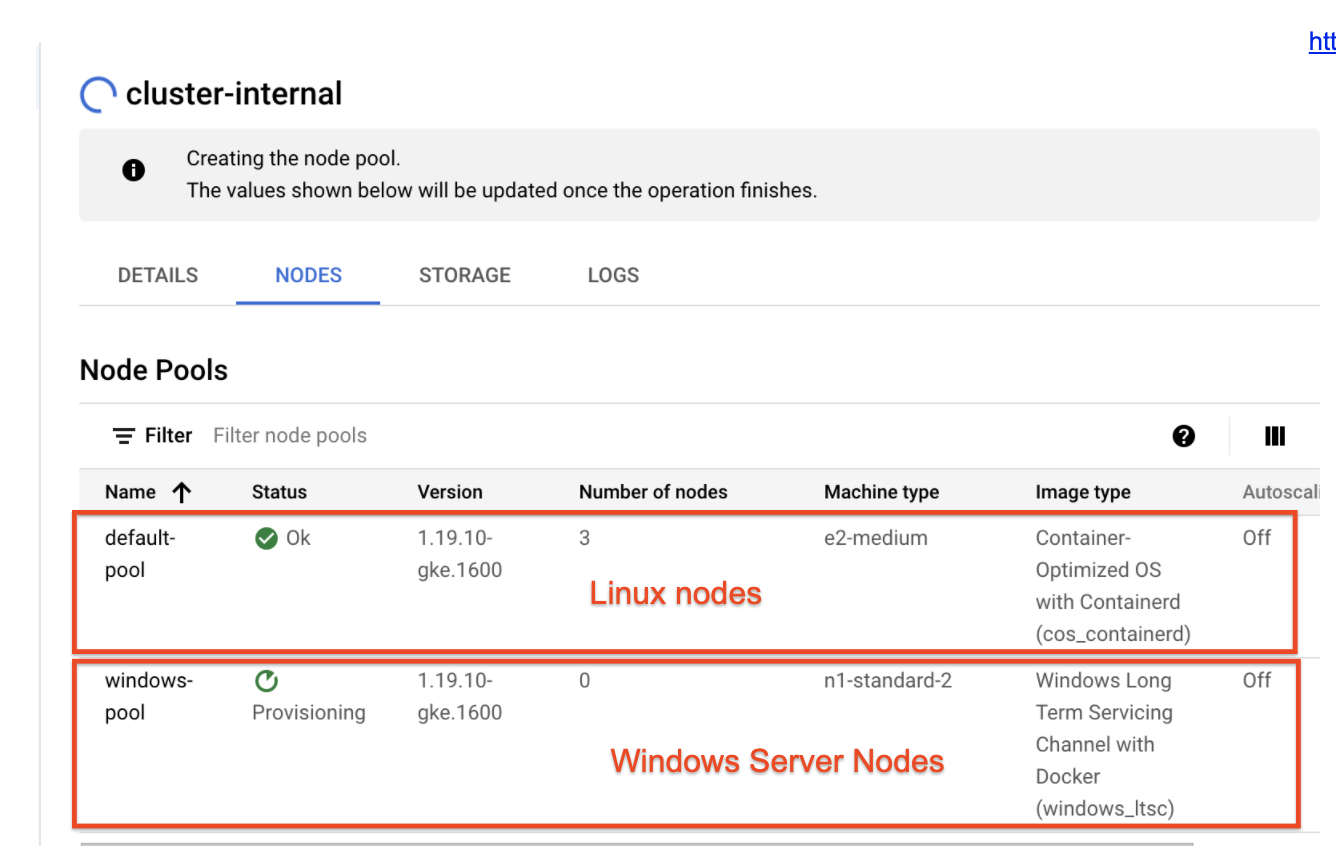 htt
cluster-internal
Creating the node pool.
The values shown below will be updated once the operation finishes.
DETAILS NODES STORAGE LOGS
Node Pools
Filter Filter node pools
Name Status Version Number of nodes Machine type Image type Autoscali
default-pool Ok 1.19.10-gke.1600 3 e2-medium Container-Optimized OS with Containerd (cos_containerd) Off
Linux nodes
windows-pool Provisioning 1.19.10-gke.1600 0 n1-standard-2 Windows Long Term Servicing Channel with Docker (windows_ltsc) Off
Windows Server Nodes